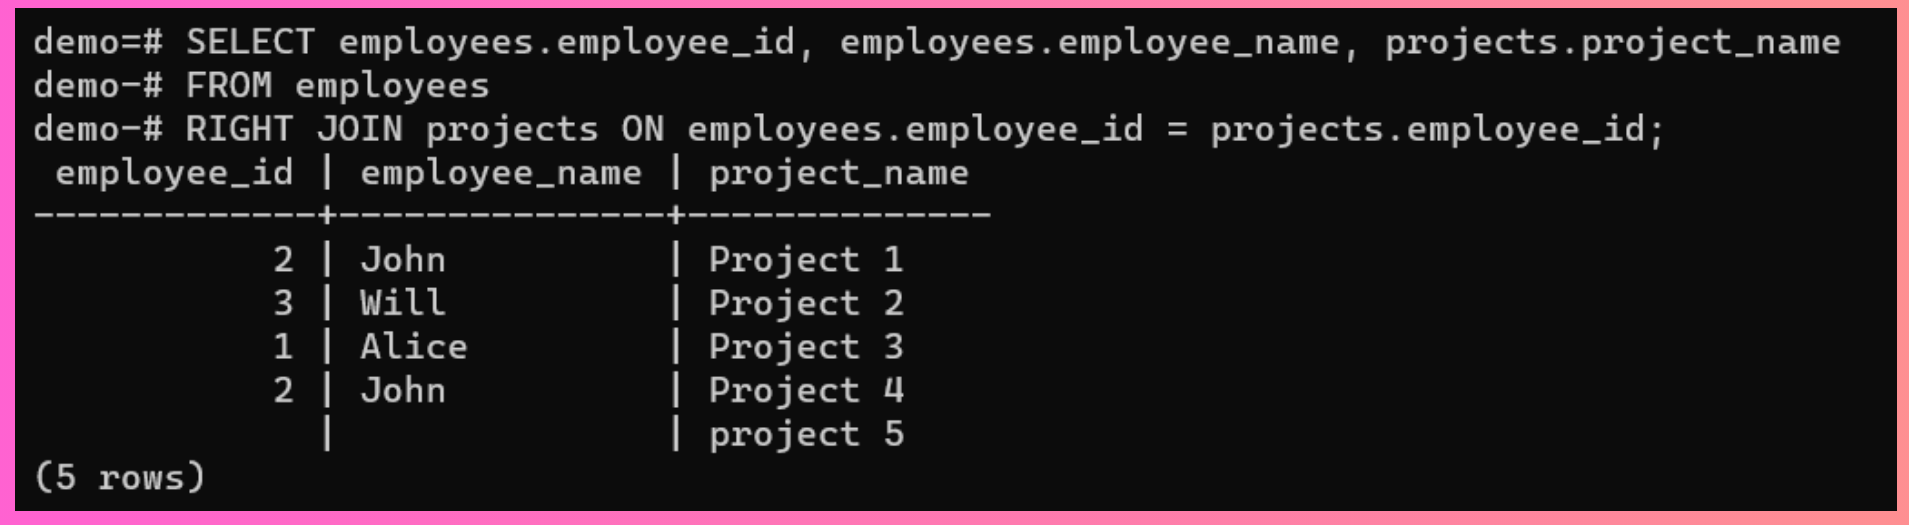 demo=# SELECT employees.employee_id, employees.employee_name, projects.project_name
demo-# FROM employees
demo-# RIGHT JOIN projects ON employees.employee_id = projects.employee_id;
 employee_id | employee_name | project_name
-------------+---------------+--------------
           2 | John          | Project 1
           3 | Will          | Project 2
           1 | Alice         | Project 3
           2 | John          | Project 4
             |               | project 5
(5 rows)